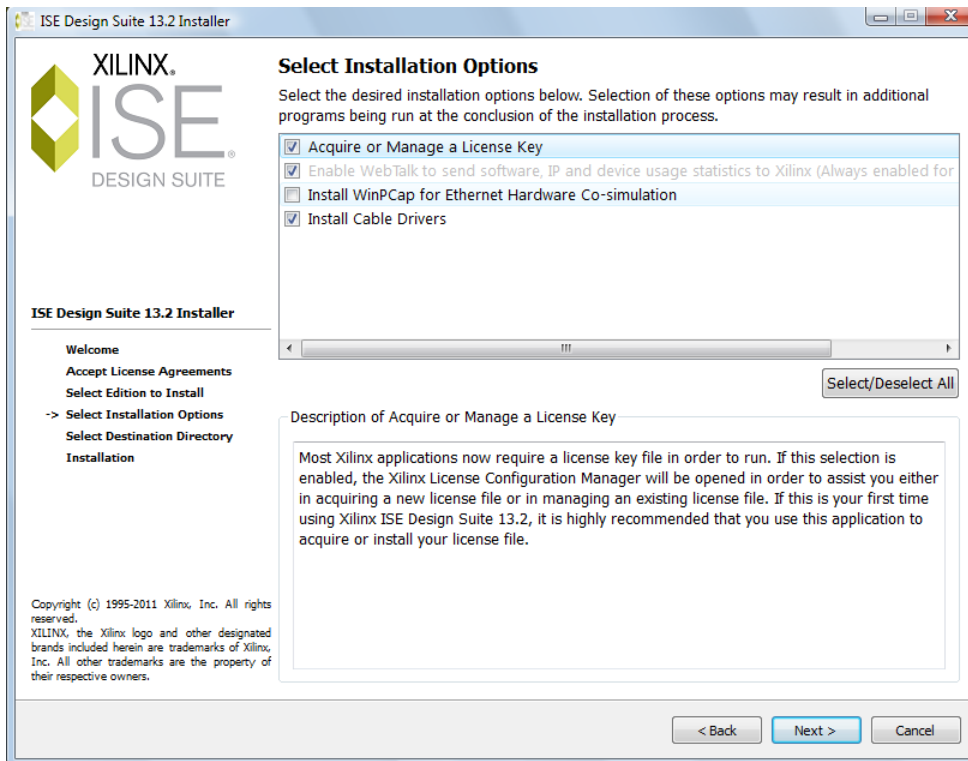 ISE Design Suite 13.2 Installer
XILINX®
ISE®
DESIGN SUITE
Select Installation Options
Select the desired installation options below. Selection of these options may result in additional
programs being run at the conclusion of the installation process.
Acquire or Manage a License Key
Enable WebTalk to send software, IP and device usage statistics to Xilinx (Always enabled for
Install WinPCap for Ethernet Hardware Co-simulation
Install Cable Drivers
Select/Deselect All
ISE Design Suite 13.2 Installer
Welcome
Accept License Agreements
Select Edition to Install
-> Select Installation Options
Select Destination Directory
Installation
Description of Acquire or Manage a License Key
Most Xilinx applications now require a license key file in order to run. If this selection is
enabled, the Xilinx License Configuration Manager will be opened in order to assist you either
in acquiring a new license file or in managing an existing license file. If this is your first time
using Xilinx ISE Design Suite 13.2, it is highly recommended that you use this application to
acquire or install your license file.
Copyright (c) 1995-2011 Xilinx, Inc. All rights
reserved.
XILINX, the Xilinx logo and other designated
brands included herein are trademarks of Xilinx,
Inc. All other trademarks are the property of
their respective owners.
< Back
Next >
Cancel